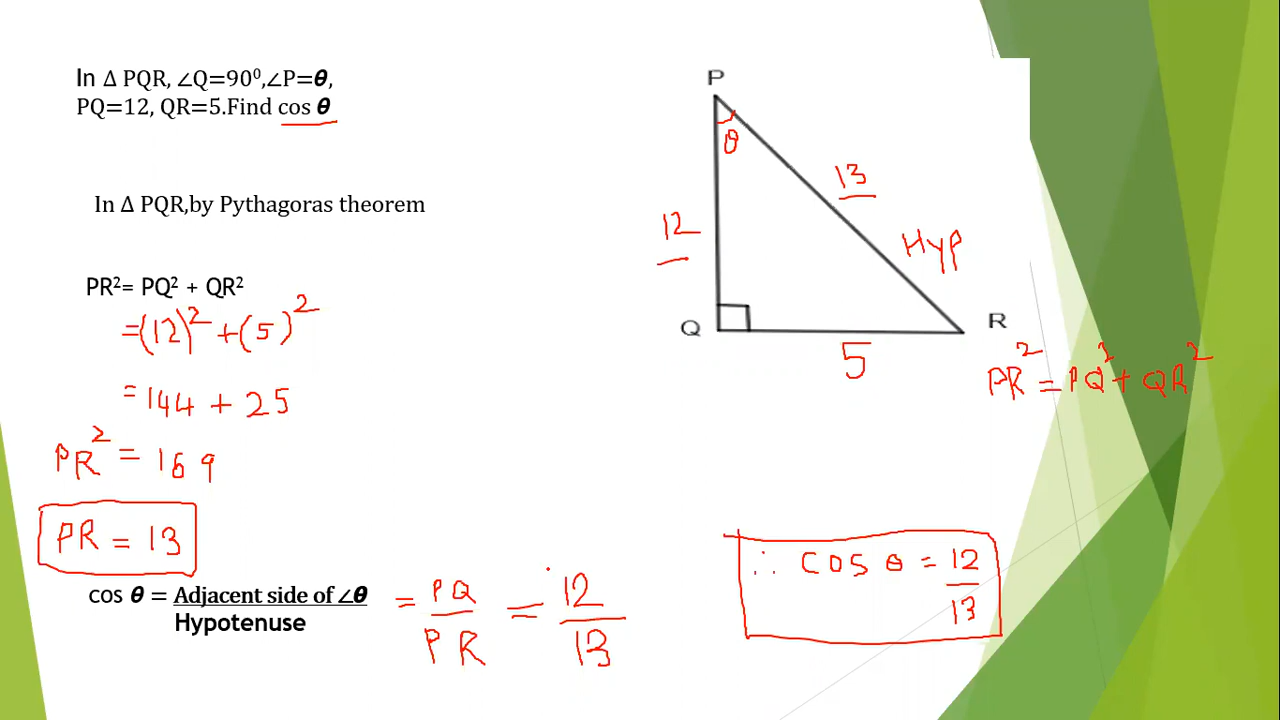 In Δ PQR, ∠Q=90⁰,∠P=θ,
PQ=12, QR=5.Find cos θ
In Δ PQR,by Pythagoras theorem
PR²= PQ² + QR²
=(12)²+(5)²
=144 + 25
PR² = 169
PR = 13
cos θ = Adjacent side of ∠θ
Hypotenuse
= PQ = 12
PR 13
P
θ
13
12
Hyp
Q
R
5
PR²=PQ²+QR²
∴ COS θ = 12
13